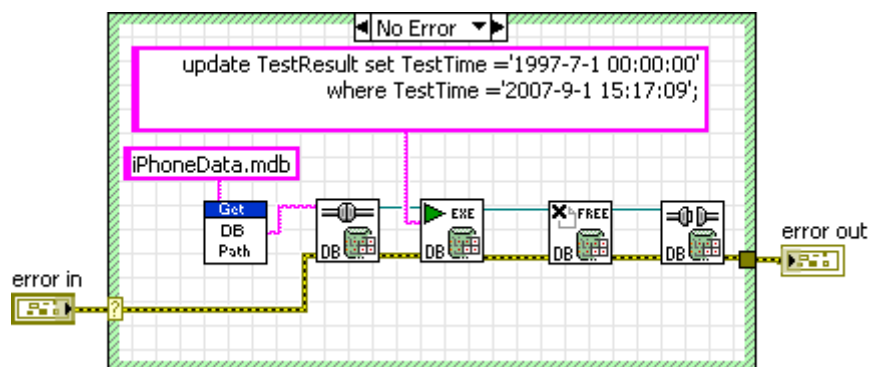 No Error
update TestResult set TestTime ='1997-7-1 00:00:00'
where TestTime ='2007-9-1 15:17:09';
iPhoneData.mdb
Get
DB
Path
DB
EXE
DB
FREE
DB
DB
error in
?
error out